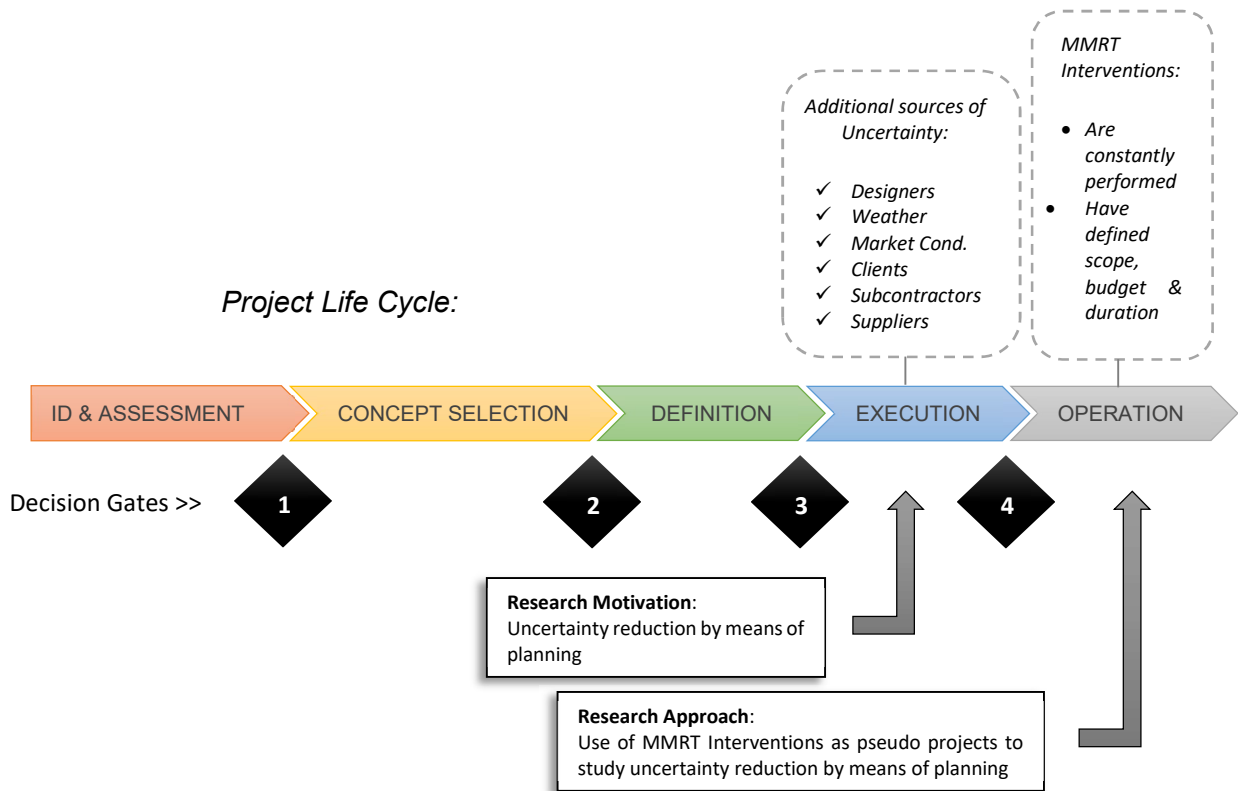 MMRT
Interventions:
• Are
constantly
performed
• Have
defined
scope,
budget &
duration
Additional sources of
Uncertainty:
✓ Designers
✓ Weather
✓ Market Cond.
✓ Clients
✓ Subcontractors
✓ Suppliers
Project Life Cycle:
ID & ASSESSMENT
CONCEPT SELECTION
DEFINITION
EXECUTION
OPERATION
Decision Gates >>
1
2
3
4
Research Motivation:
Uncertainty reduction by means of
planning
Research Approach:
Use of MMRT Interventions as pseudo projects to
study uncertainty reduction by means of planning